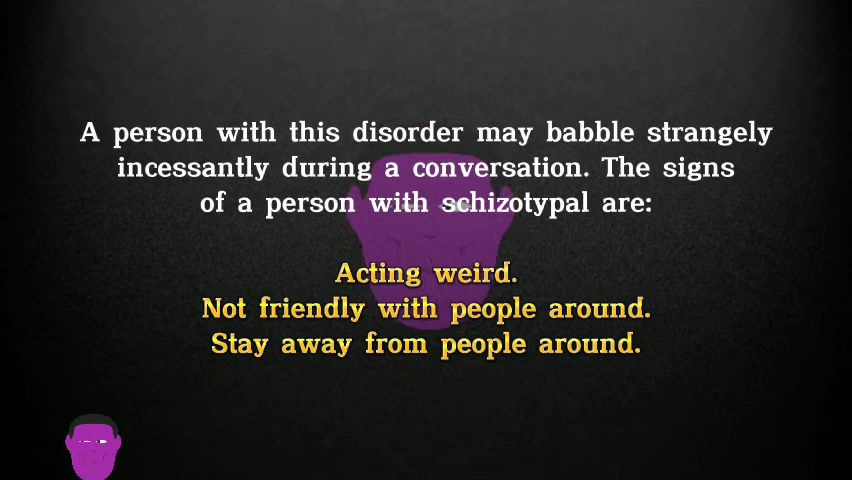 A person with this disorder may babble strangely
incessantly during a conversation. The signs
of a person with schizotypal are:
Acting weird.
Not friendly with people around.
Stay away from people around.